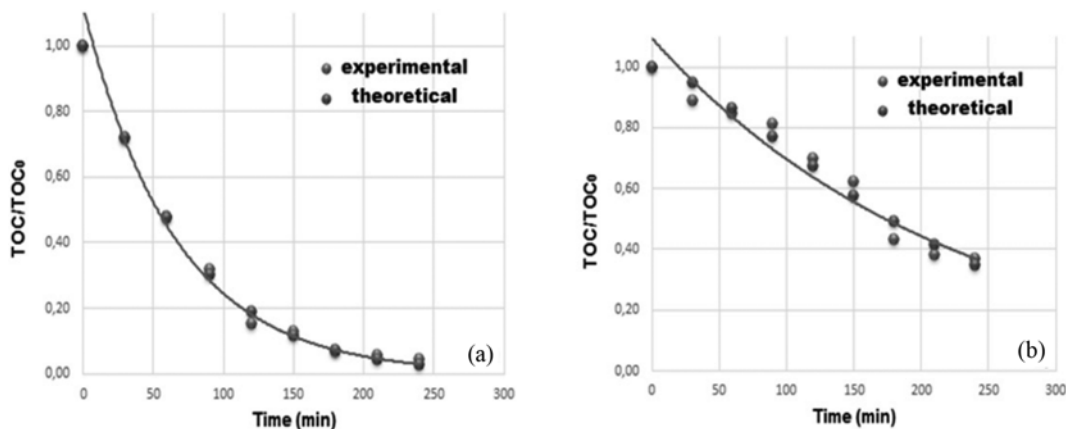 1,00
0,80
0,60
0,40
0,20
0,00
TOC/TOC0
experimental
theoretical
(a)
0 50 100 150 200 250 300
Time (min)
1,00
0,80
0,60
0,40
0,20
0,00
TOC/TOC0
experimental
theoretical
(b)
0 50 100 150 200 250 300
Time (min)